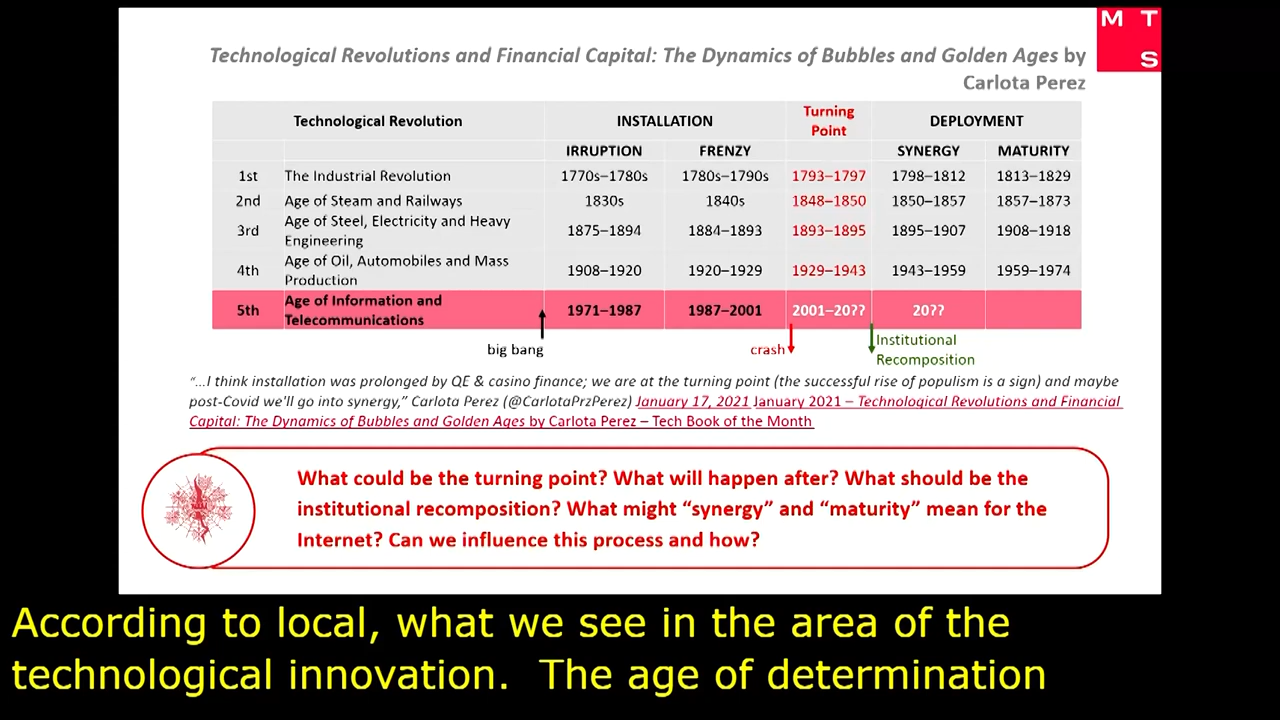 M T
S
Technological Revolutions and Financial Capital: The Dynamics of Bubbles and Golden Ages by
Carlota Perez
Technological Revolution INSTALLATION Turning Point DEPLOYMENT
IRRUPTION FRENZY SYNERGY MATURITY
1st The Industrial Revolution 1770s–1780s 1780s–1790s 1793–1797 1798–1812 1813–1829
2nd Age of Steam and Railways 1830s 1840s 1848–1850 1850–1857 1857–1873
3rd Age of Steel, Electricity and Heavy Engineering 1875–1894 1884–1893 1893–1895 1895–1907 1908–1918
4th Age of Oil, Automobiles and Mass Production 1908–1920 1920–1929 1929–1943 1943–1959 1959–1974
5th Age of Information and Telecommunications 1971–1987 1987–2001 2001–20?? 20??
big bang crash Institutional
Recomposition
“...I think installation was prolonged by QE & casino finance; we are at the turning point (the successful rise of populism is a sign) and maybe
post-Covid we'll go into synergy,” Carlota Perez (@CarlotaPrzPerez) January 17, 2021 January 2021 – Technological Revolutions and Financial
Capital: The Dynamics of Bubbles and Golden Ages by Carlota Perez – Tech Book of the Month
What could be the turning point? What will happen after? What should be the
institutional recomposition? What might “synergy” and “maturity” mean for the
Internet? Can we influence this process and how?
According to local, what we see in the area of the
technological innovation.  The age of determination